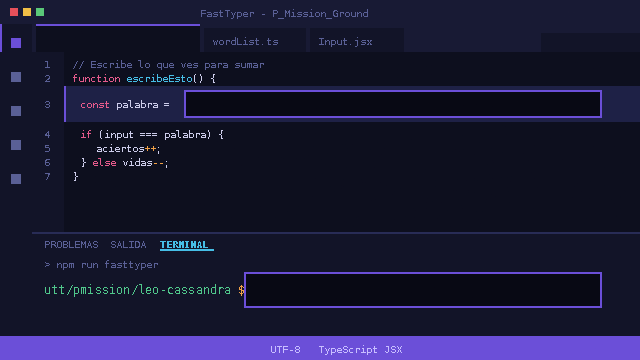 FastTyper - P_Mission_Ground
wordList.ts
Input.jsx
1 // Escribe lo que ves para sumar
2 function escribeEsto() {
3 const palabra =
4 if (input === palabra) {
5 aciertos++;
6 } else vidas--;
7 }
PROBLEMAS SALIDA TERMINAL
> npm run fasttyper
utt/pmission/leo-cassandra $
UTF-8 TypeScript JSX